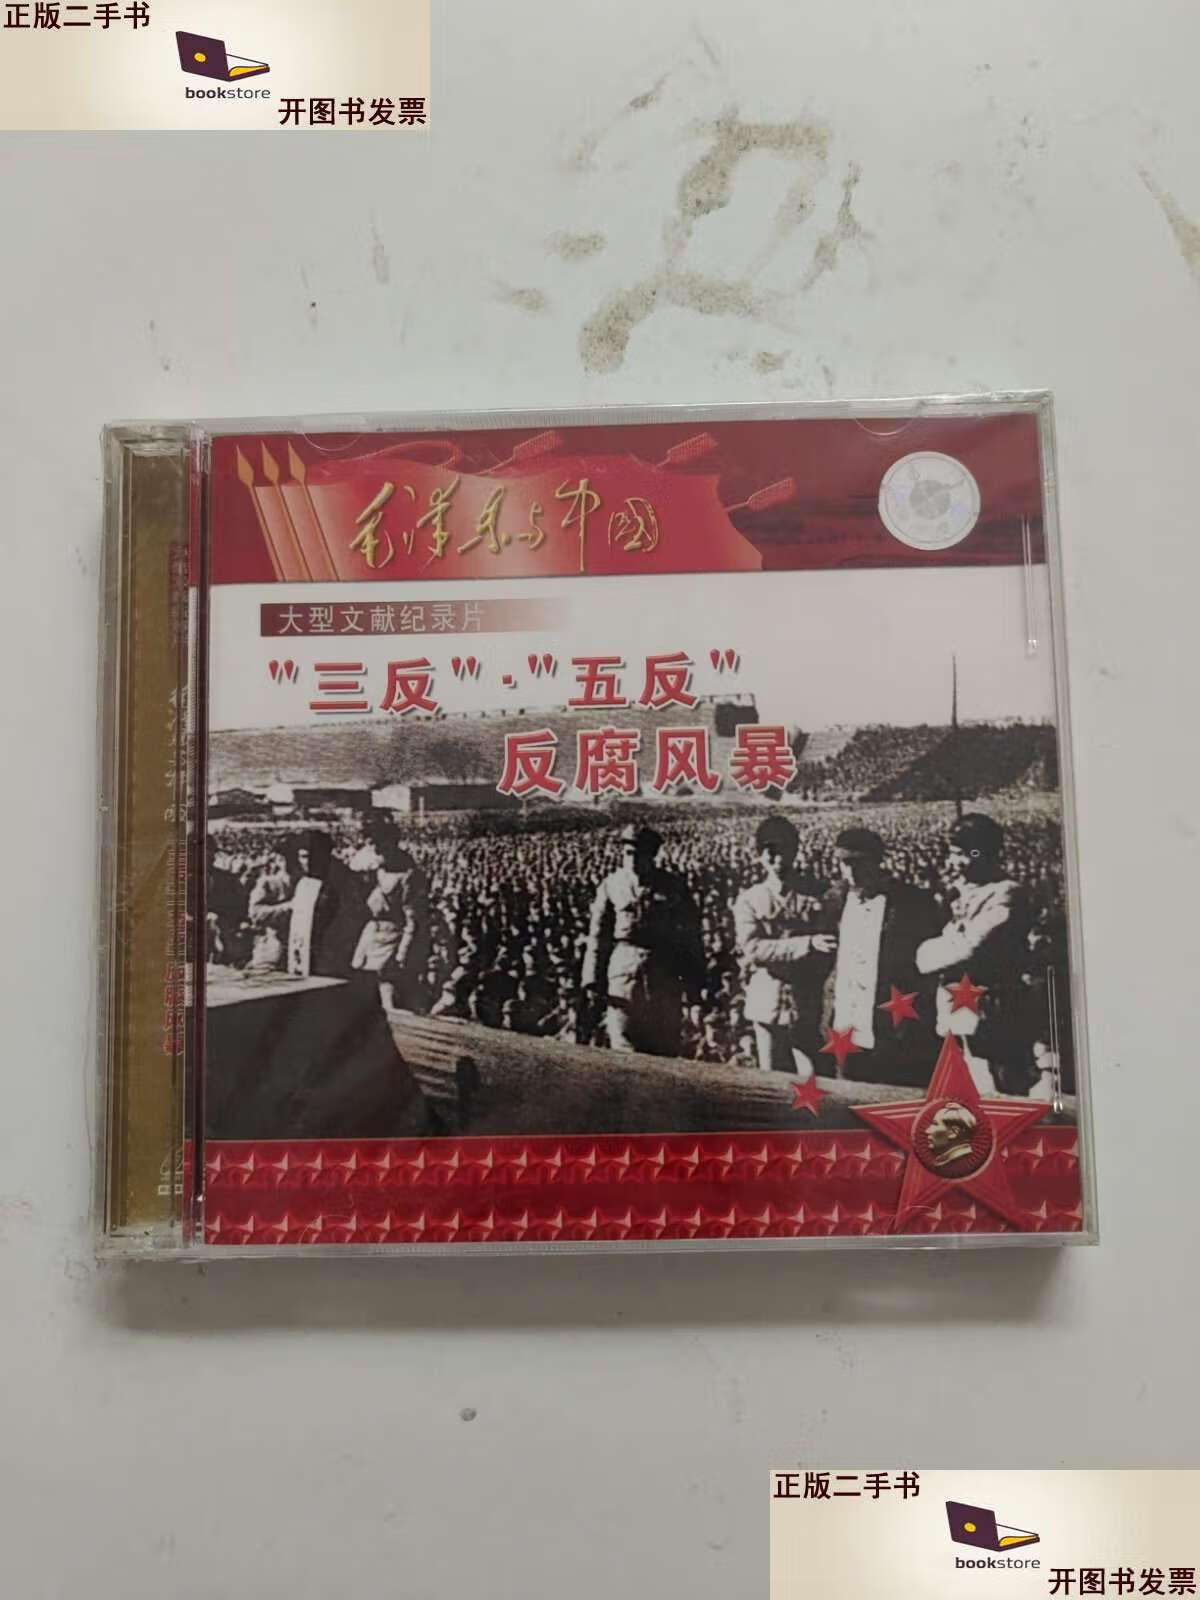 正版二手书
bookstore
开图书发票
毛泽东与中國
大型文献纪录片
"三反"·"五反"
反腐风暴
正版二手书
bookstore
开图书发票